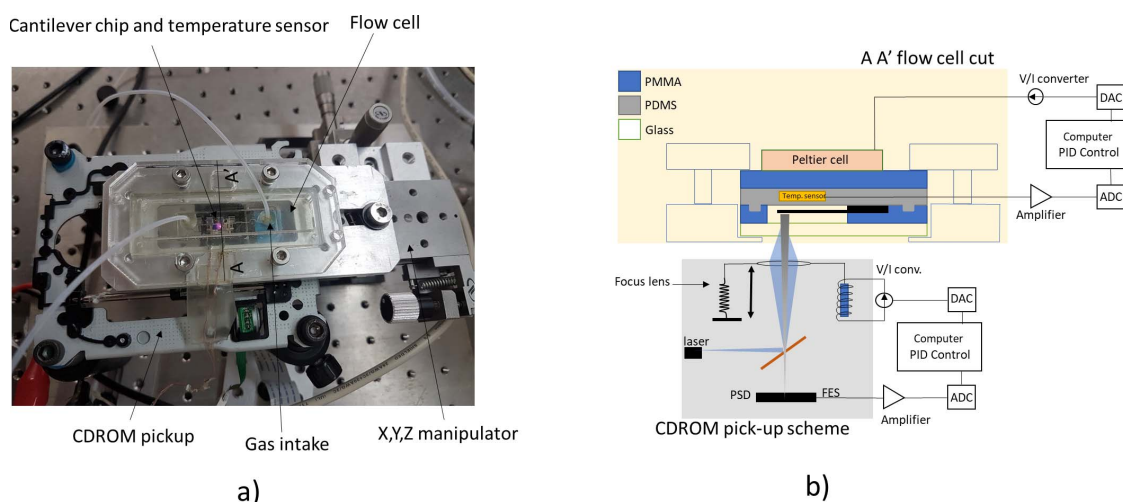 Cantilever chip and temperature sensor
Flow cell
A'
A
CDROM pickup
Gas intake
X,Y,Z manipulator
a)
A A’ flow cell cut
PMMA
PDMS
Glass
V/I converter
DAC
Computer
PID Control
ADC
Amplifier
Peltier cell
Temp. sensor
Focus lens
V/I conv.
DAC
Computer
PID Control
ADC
Amplifier
laser
PSD
FES
CDROM pick-up scheme
b)